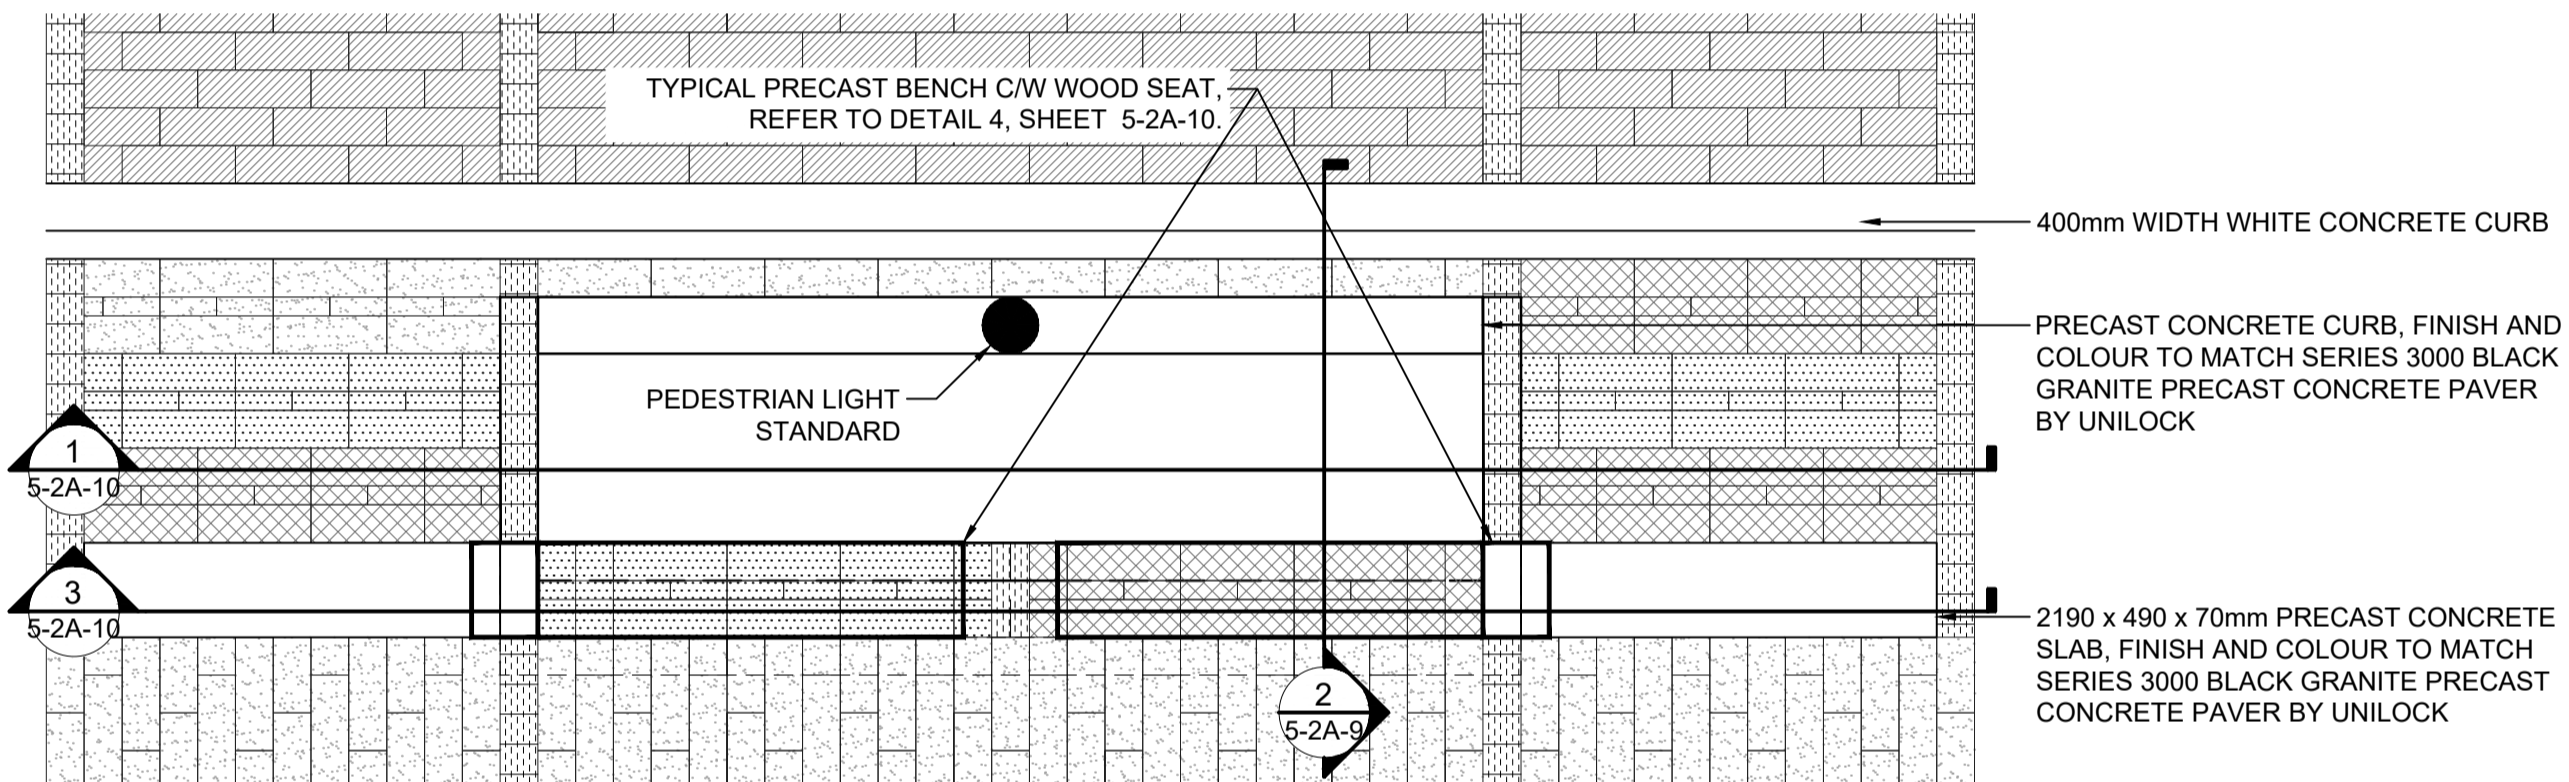 TYPICAL PRECAST BENCH C/W WOOD SEAT,
REFER TO DETAIL 4, SHEET 5-2A-10.
400mm WIDTH WHITE CONCRETE CURB
PRECAST CONCRETE CURB, FINISH AND
COLOUR TO MATCH SERIES 3000 BLACK
GRANITE PRECAST CONCRETE PAVER
BY UNILOCK
PEDESTRIAN LIGHT
STANDARD
1
5-2A-10
3
5-2A-10
2190 x 490 x 70mm PRECAST CONCRETE
SLAB, FINISH AND COLOUR TO MATCH
SERIES 3000 BLACK GRANITE PRECAST
CONCRETE PAVER BY UNILOCK
2
5-2A-9